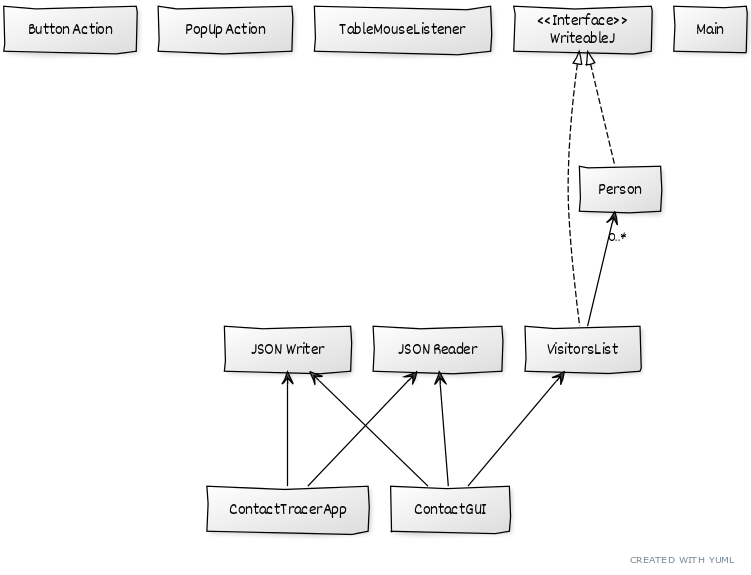 Button Action
PopUp Action
TableMouseListener
<<Interface>>
WriteableJ
Main
Person
0..*
JSON Writer
JSON Reader
VisitorsList
ContactTracerApp
ContactGUI
CREATED WITH YUML